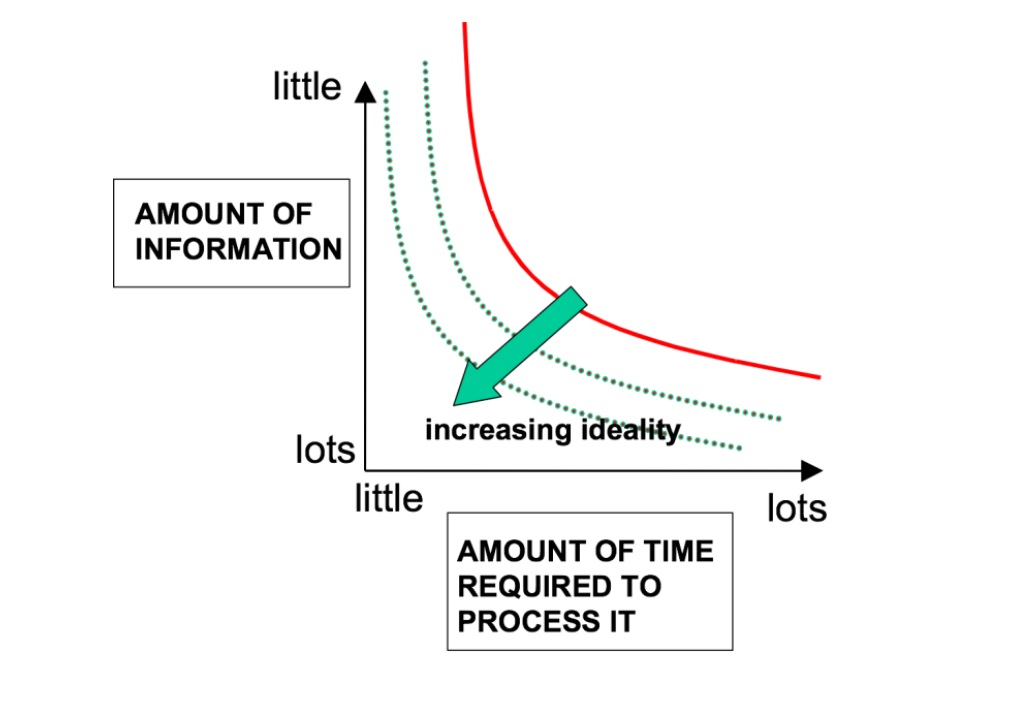 little
AMOUNT OF
INFORMATION
increasing ideality
lots
little
lots
AMOUNT OF TIME
REQUIRED TO
PROCESS IT